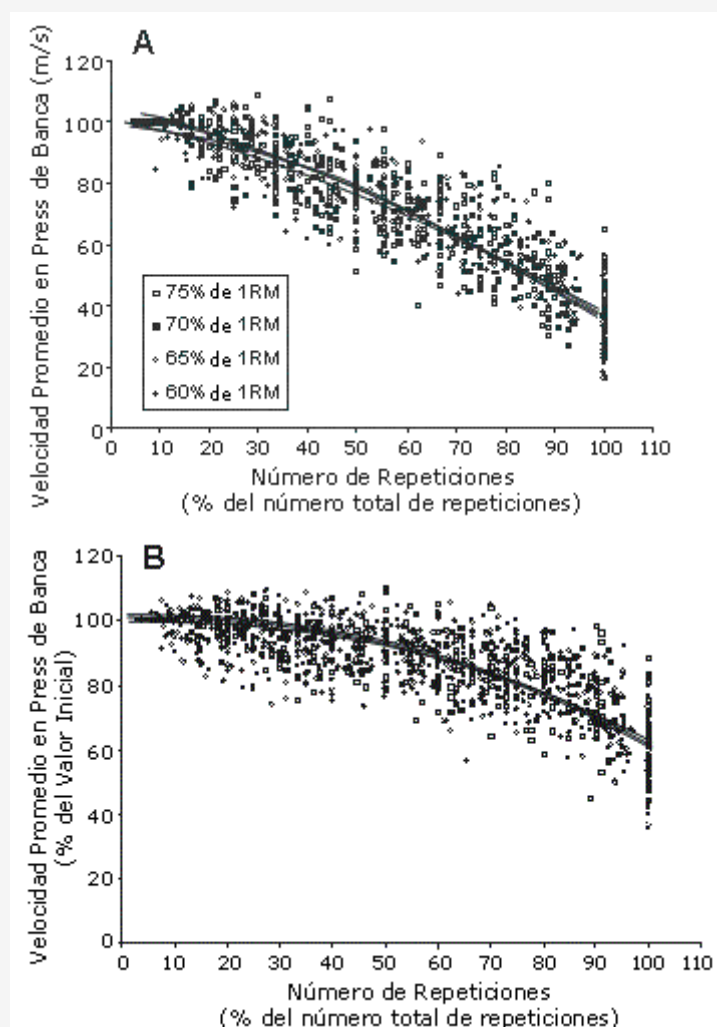 A
Velocidad Promedio en Press de Banca (m/s)
120
100
80
60
40
20
0
75% de 1RM
70% de 1RM
65% de 1RM
60% de 1RM
0 10 20 30 40 50 60 70 80 90 100 110
Número de Repeticiones
(% del número total de repeticiones)
B
Velocidad Promedio en Press de Banca
(% del Valor Inicial)
120
100
80
60
40
20
0
0 10 20 30 40 50 60 70 80 90 100 110
Número de Repeticiones
(% del número total de repeticiones)